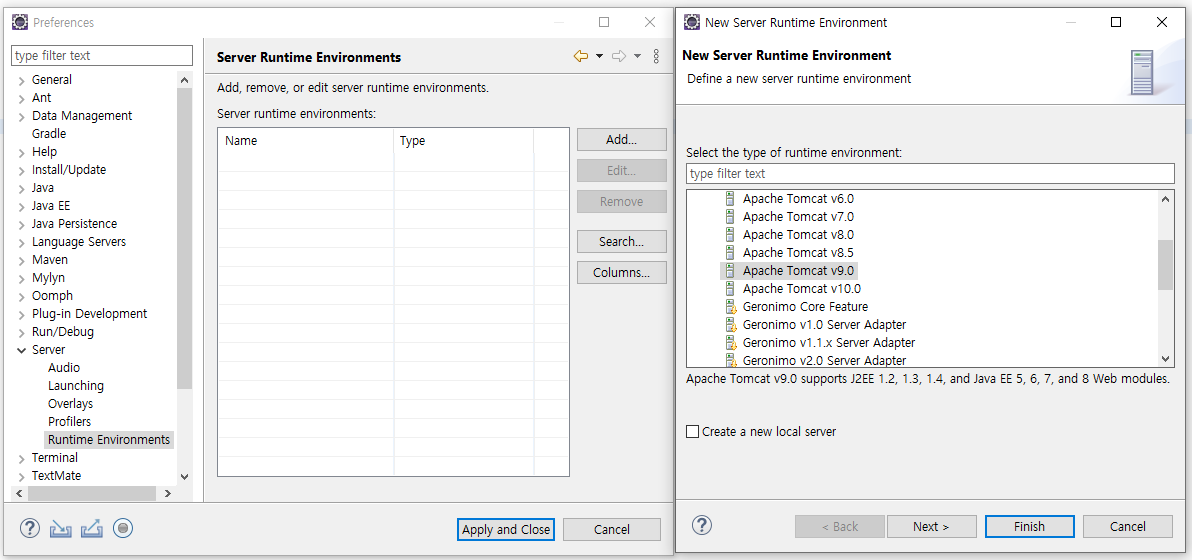 Preferences
type filter text
General
Ant
Data Management
Gradle
Help
Install/Update
Java
Java EE
Java Persistence
Language Servers
Maven
Mylyn
Oomph
Plug-in Development
Run/Debug
Server
Audio
Launching
Overlays
Profilers
Runtime Environments
Terminal
TextMate
Server Runtime Environments
Add, remove, or edit server runtime environments.
Server runtime environments:
Name Type
Add...
Edit...
Remove
Search...
Columns...
Apply and Close
Cancel
New Server Runtime Environment
New Server Runtime Environment
Define a new server runtime environment
Select the type of runtime environment:
type filter text
Apache Tomcat v6.0
Apache Tomcat v7.0
Apache Tomcat v8.0
Apache Tomcat v8.5
Apache Tomcat v9.0
Apache Tomcat v10.0
Geronimo Core Feature
Geronimo v1.0 Server Adapter
Geronimo v1.1.x Server Adapter
Geronimo v2.0 Server Adapter
Apache Tomcat v9.0 supports J2EE 1.2, 1.3, 1.4, and Java EE 5, 6, 7, and 8 Web modules.
Create a new local server
< Back
Next >
Finish
Cancel